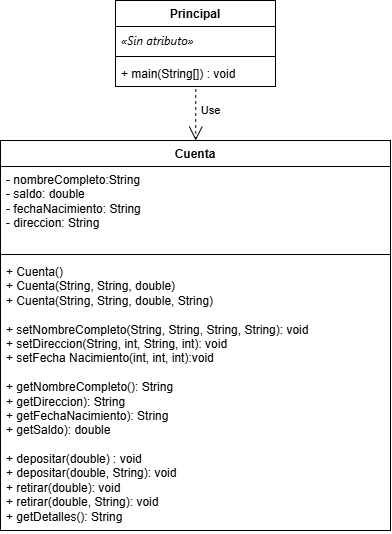 Principal
«Sin atributo»
+ main(String[]) : void
Use
Cuenta
- nombreCompleto:String
- saldo: double
- fechaNacimiento: String
- direccion: String
+ Cuenta()
+ Cuenta(String, String, double)
+ Cuenta(String, String, double, String)
+ setNombreCompleto(String, String, String, String): void
+ setDireccion(String, int, String, int): void
+ setFecha Nacimiento(int, int, int):void
+ getNombreCompleto(): String
+ getDireccion): String
+ getFechaNacimiento): String
+ getSaldo): double
+ depositar(double) : void
+ depositar(double, String): void
+ retirar(double): void
+ retirar(double, String): void
+ getDetalles(): String